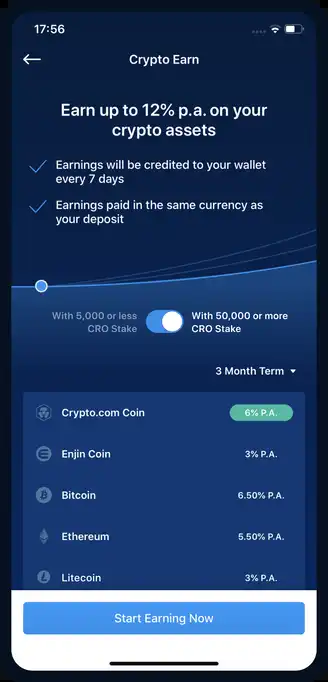 17:56
Crypto Earn
Earn up to 12% p.a. on your
crypto assets
Earnings will be credited to your wallet
every 7 days
Earnings paid in the same currency as
your deposit
With 5,000 or less
CRO Stake
With 50,000 or more
CRO Stake
3 Month Term
Crypto.com Coin 6% P.A.
Enjin Coin 3% P.A.
Bitcoin 6.50% P.A.
Ethereum 5.50% P.A.
Litecoin 3% P.A.
Start Earning Now